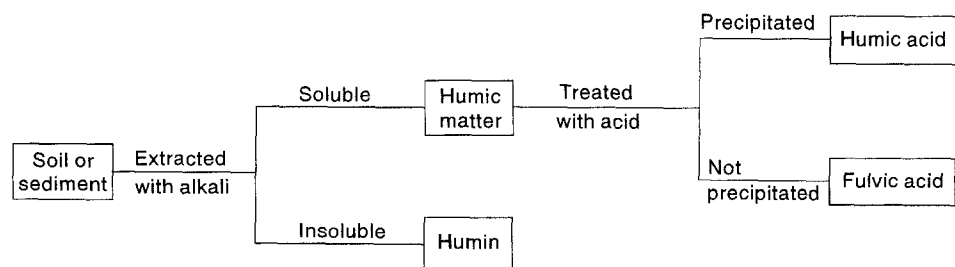 Precipitated
Humic acid
Soluble
Humic
matter
Treated
with acid
Soil or
sediment
Extracted
with alkali
Not
precipitated
Fulvic acid
Insoluble
Humin